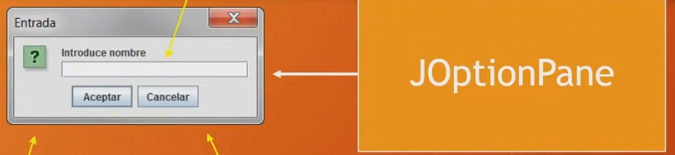 Entrada
Introduce nombre
Aceptar Cancelar
JOptionPane